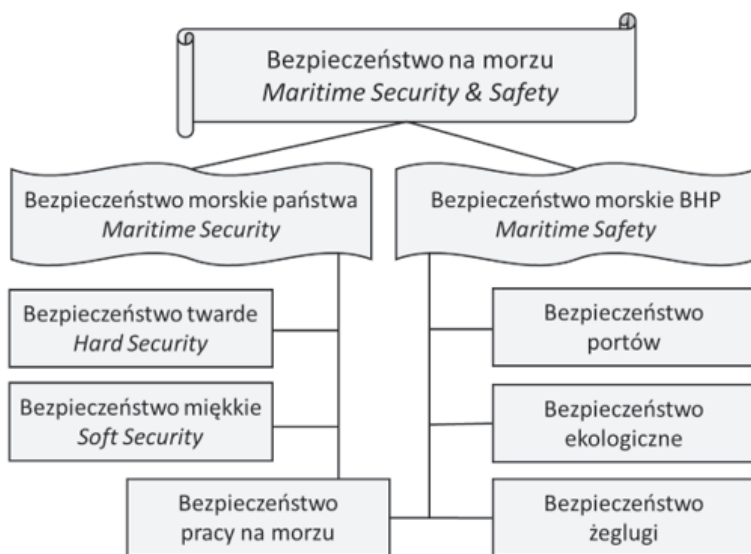 Bezpieczeństwo na morzu
Maritime Security & Safety
Bezpieczeństwo morskie państwa
Maritime Security
Bezpieczeństwo morskie BHP
Maritime Safety
Bezpieczeństwo twarde
Hard Security
Bezpieczeństwo miękkie
Soft Security
Bezpieczeństwo
pracy na morzu
Bezpieczeństwo
portów
Bezpieczeństwo
ekologiczne
Bezpieczeństwo
żeglugi